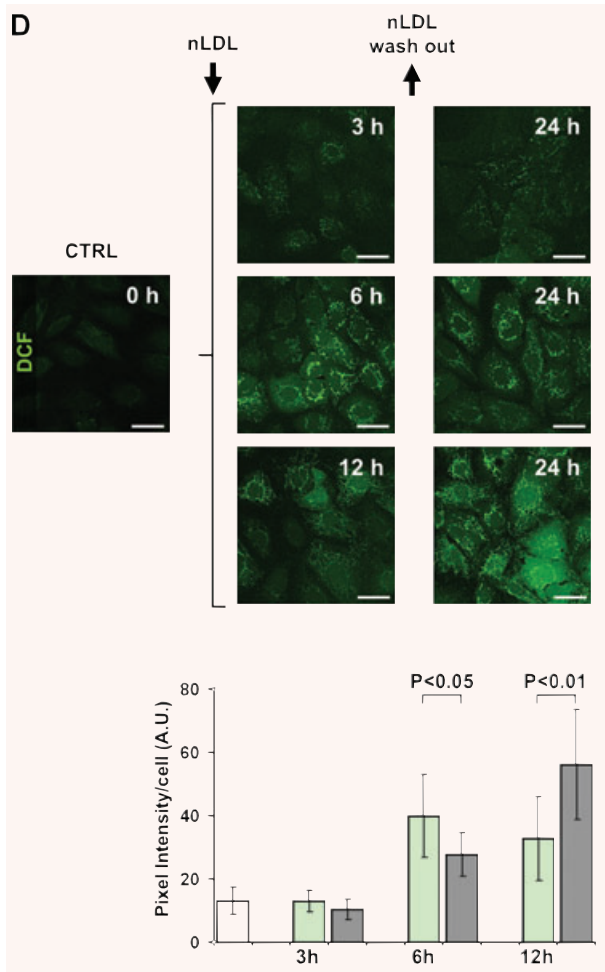 D
nLDL
nLDL
wash out
3 h
24 h
CTRL
0 h
DCF
6 h
24 h
12 h
24 h
Pixel Intensity/cell (A.U.)
80
60
40
20
0
P<0.05
P<0.01
3h
6h
12h